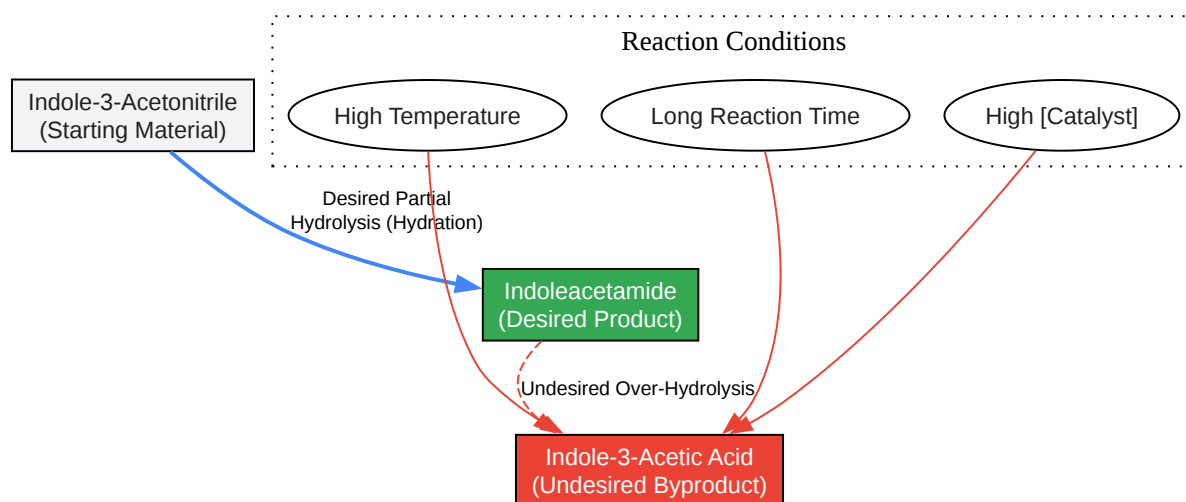 Reaction Conditions
Indole-3-Acetonitrile
(Starting Material)
High Temperature
Long Reaction Time
High [Catalyst]
Desired Partial
Hydrolysis (Hydration)
Indoleacetamide
(Desired Product)
Undesired Over-Hydrolysis
Indole-3-Acetic Acid
(Undesired Byproduct)